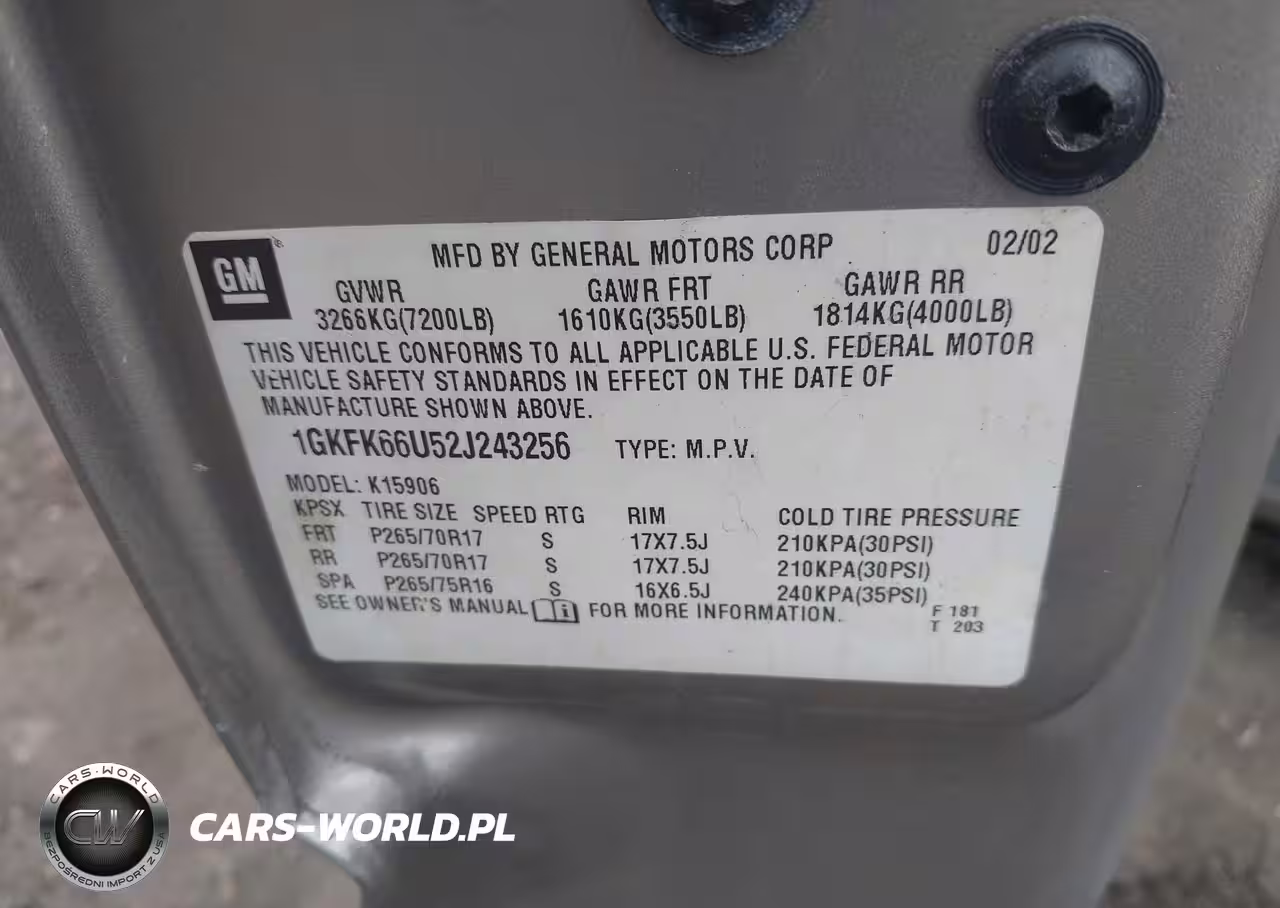 GM
MFD BY GENERAL MOTORS CORP 02/02
GVWR GAWR FRT GAWR RR
3266KG(7200LB) 1610KG(3550LB) 1814KG(4000LB)
THIS VEHICLE CONFORMS TO ALL APPLICABLE U.S. FEDERAL MOTOR
VEHICLE SAFETY STANDARDS IN EFFECT ON THE DATE OF
MANUFACTURE SHOWN ABOVE.
1GKFK66U52J243256 TYPE: M.P.V.
MODEL: K15906
KPSX TIRE SIZE SPEED RTG RIM COLD TIRE PRESSURE
FRT P265/70R17 S 17X7.5J 210KPA(30PSI)
RR P265/70R17 S 17X7.5J 210KPA(30PSI)
SPA P265/75R16 S 16X6.5J 240KPA(35PSI)
SEE OWNER'S MANUAL FOR MORE INFORMATION.
F 181
T 203
CARS-WORLD
CW
BEZPOŚREDNI IMPORT Z USA
CARS-WORLD.PL